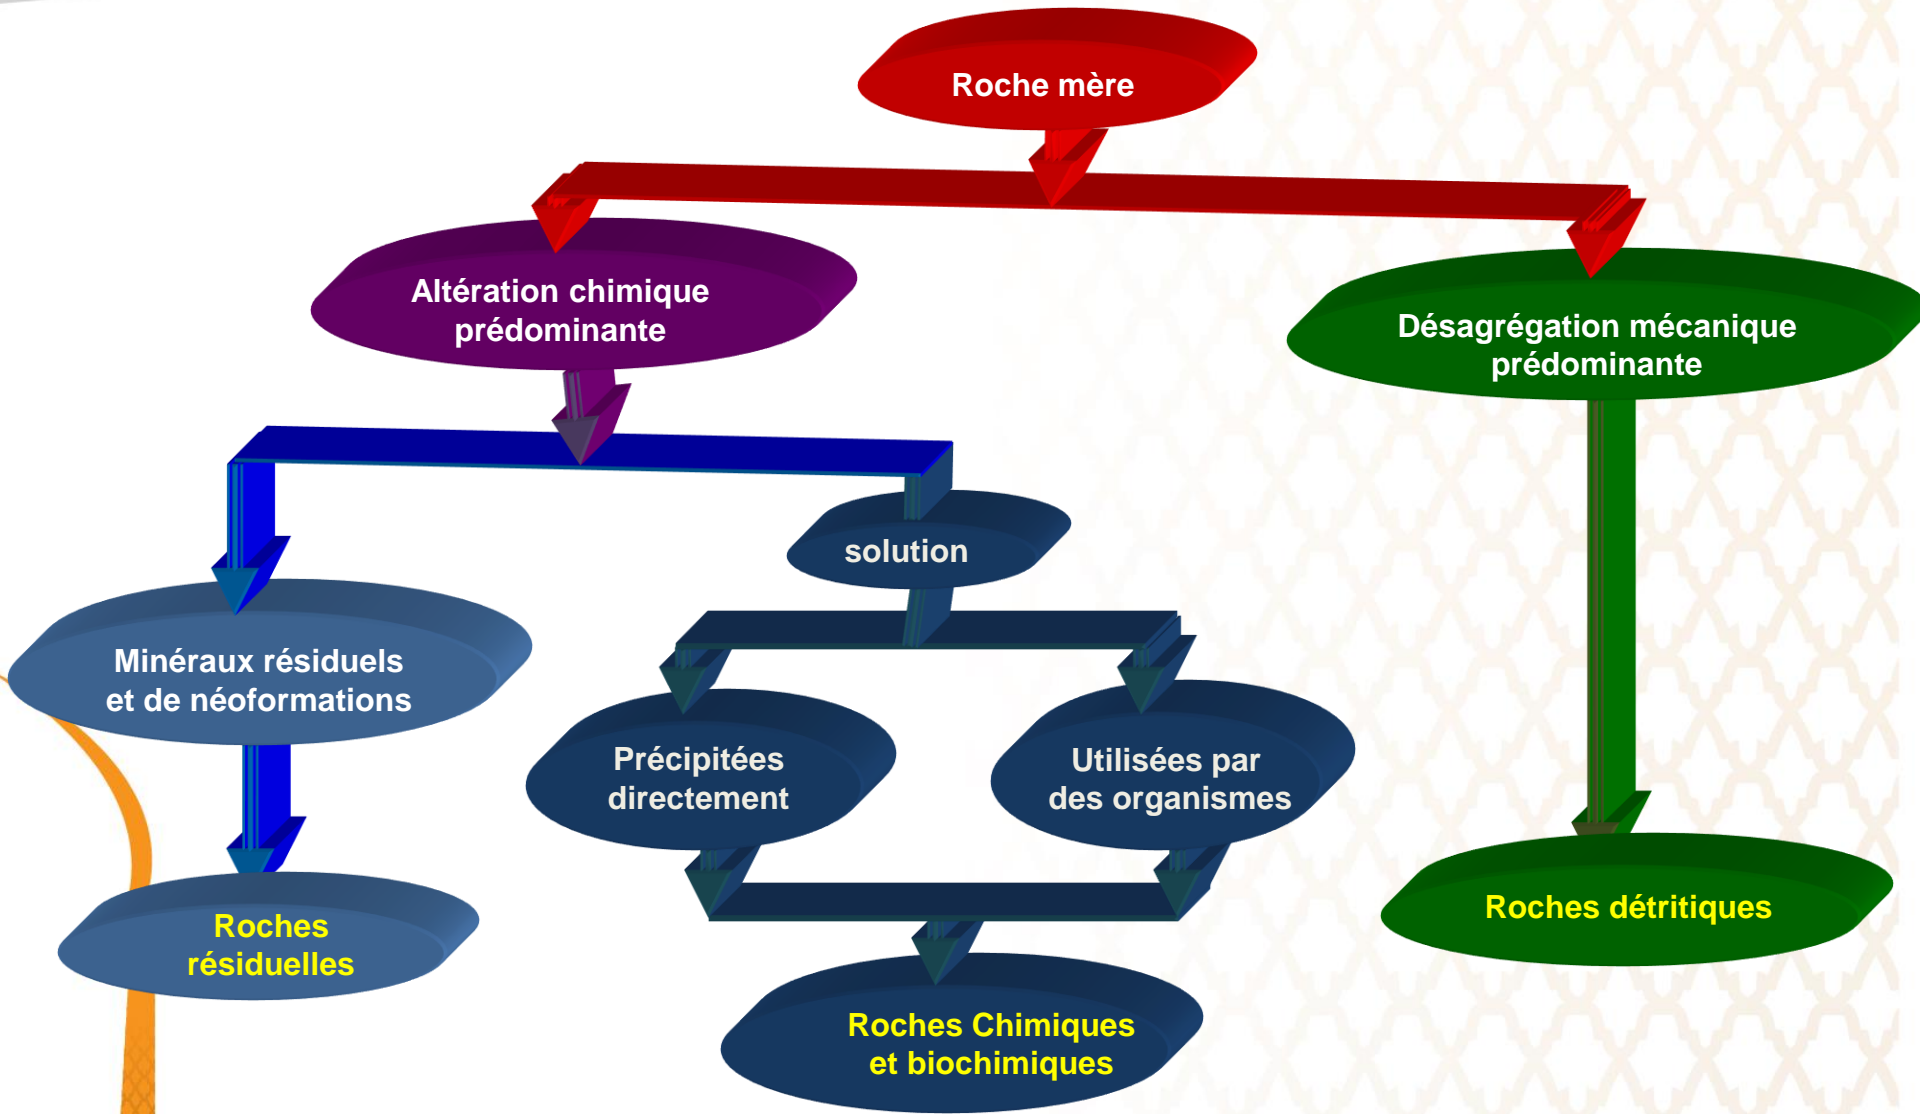 Roche mère
Altération chimique
prédominante
Désagrégation mécanique
prédominante
solution
Minéraux résiduels
et de néoformations
Précipitées
directement
Utilisées par
des organismes
Roches
résiduelles
Roches détritiques
Roches Chimiques
et biochimiques